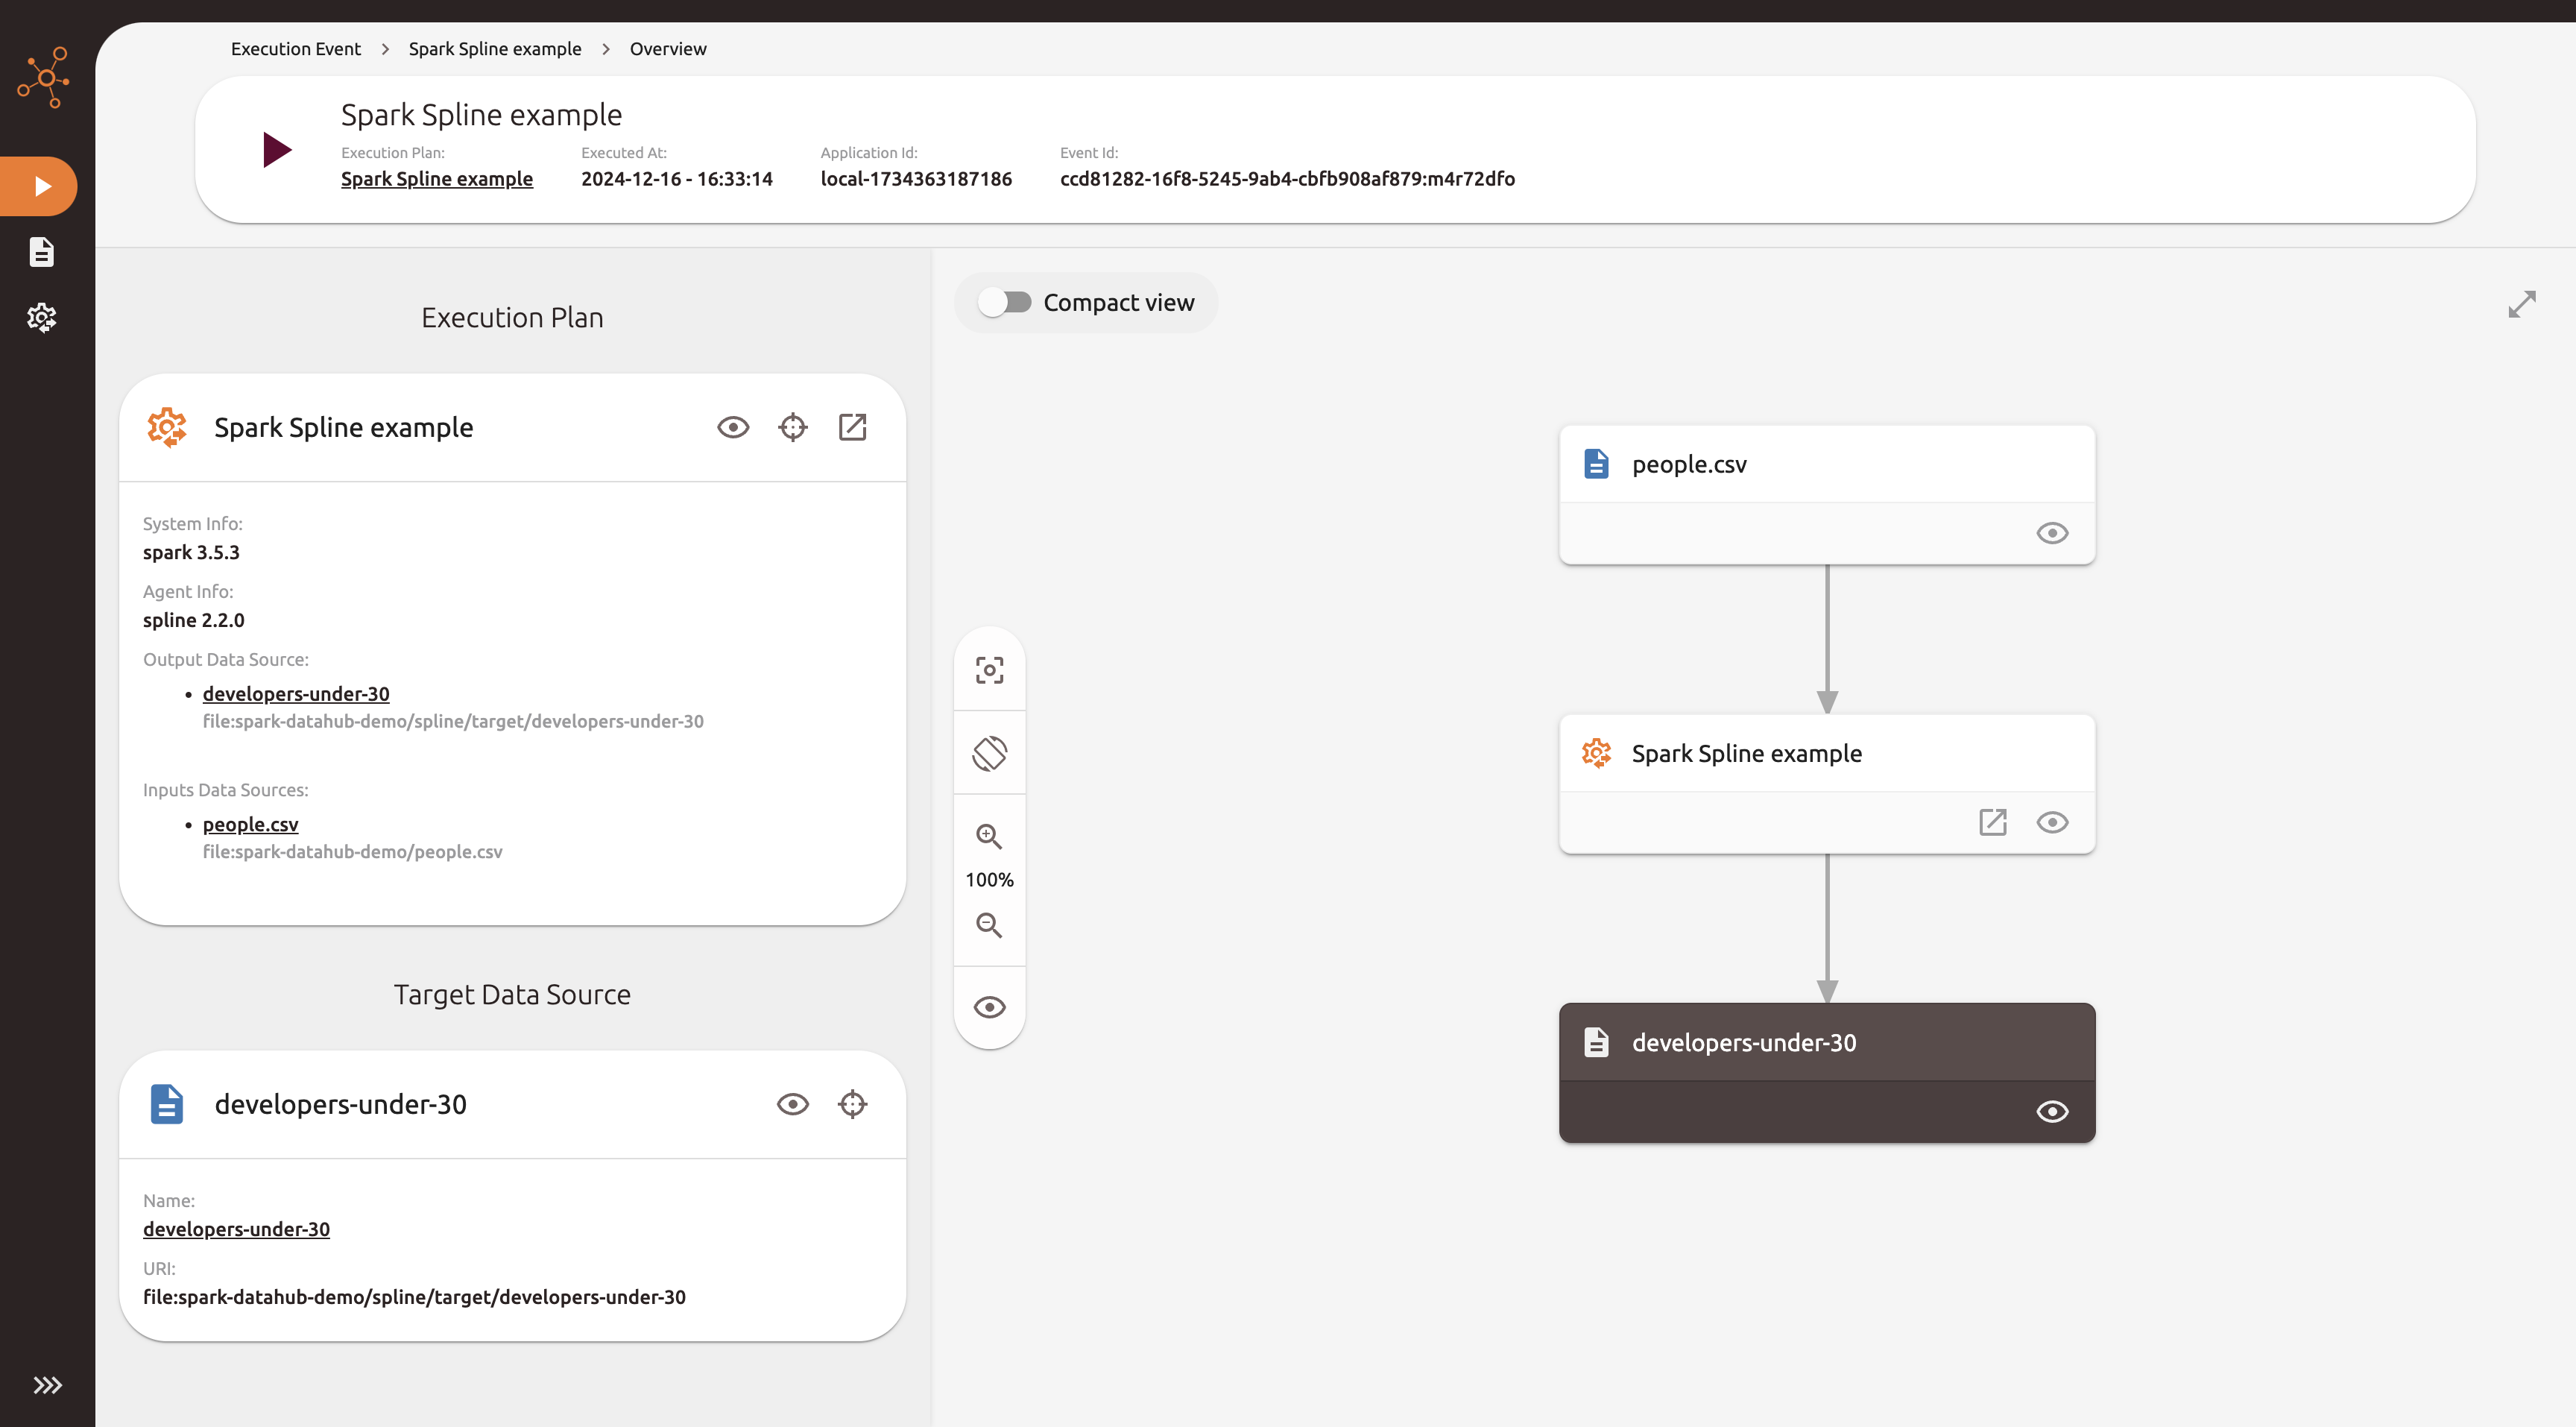 Execution Event > Spark Spline example > Overview
Spark Spline example
Execution Plan: Executed At: Application Id: Event Id:
Spark Spline example 2024-12-16 - 16:33:14 local-1734363187186 ccd81282-16f8-5245-9ab4-cbfb908af879:m4r72dfo
Execution Plan
Spark Spline example
System Info:
spark 3.5.3
Agent Info:
spline 2.2.0
Output Data Source:
• developers-under-30
file:spark-datahub-demo/spline/target/developers-under-30
Inputs Data Sources:
• people.csv
file:spark-datahub-demo/people.csv
Target Data Source
developers-under-30
Name:
developers-under-30
URI:
file:spark-datahub-demo/spline/target/developers-under-30
Compact view
100%
people.csv
Spark Spline example
developers-under-30